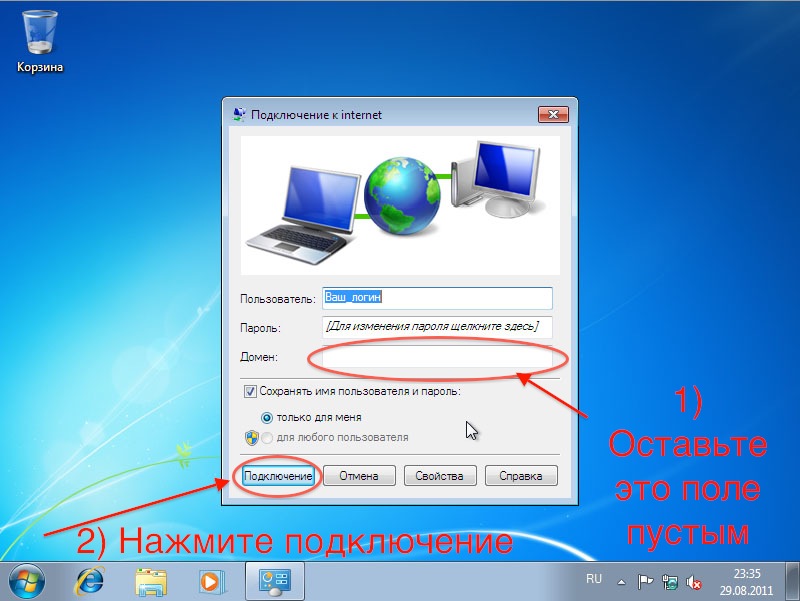 Корзина
Подключение к internet
Пользователь: Ваш_логин
Пароль: [Для изменения пароля щелкните здесь]
Домен:
Сохранять имя пользователя и пароль:
только для меня
для любого пользователя
Подключение Отмена Свойства Справка
1)
Оставьте
это поле
пустым
2) Нажмите подключение
RU
23:35
29.08.2011